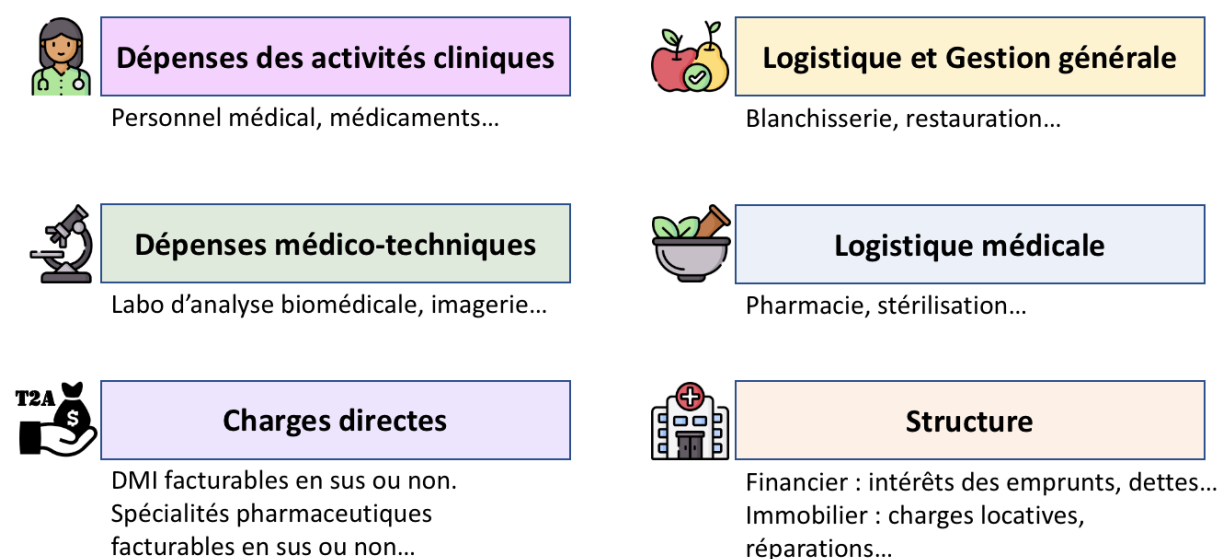 Dépenses des activités cliniques
Personnel médical, médicaments…
Logistique et Gestion générale
Blanchisserie, restauration…
Dépenses médico-techniques
Labo d’analyse biomédicale, imagerie…
Logistique médicale
Pharmacie, stérilisation…
T2A
$
Charges directes
DMI facturables en sus ou non.
Spécialités pharmaceutiques
facturables en sus ou non…
Structure
Financier : intérêts des emprunts, dettes…
Immobilier : charges locatives,
réparations…